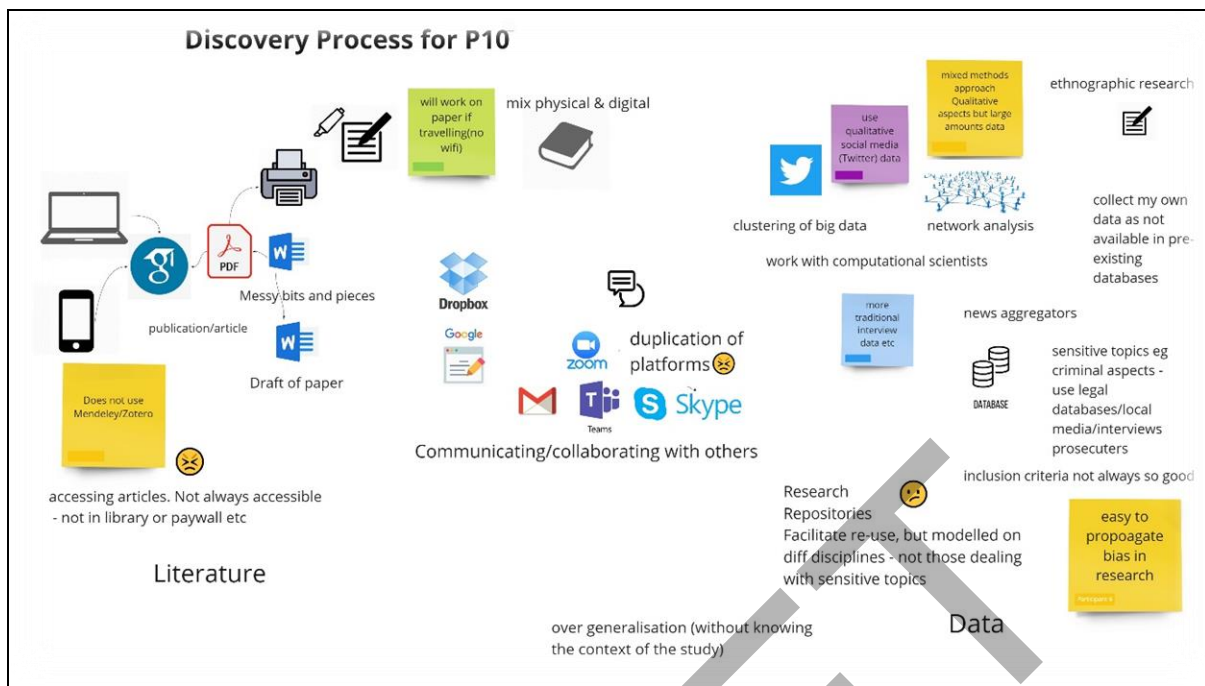 Discovery Process for P10
will work on
paper if
travelling(no
wifi)
mix physical & digital
PDF
W
Messy bits and pieces
publication/article
W
Draft of paper
Does not use
Mendeley/Zotero
accessing articles. Not always accessible
- not in library or paywall etc
Literature
Dropbox
Google
zoom
duplication of
platforms
T
Teams
S
Skype
Communicating/collaborating with others
use
qualitative
social media
(Twitter) data
mixed methods
approach
Qualitative
aspects but large
amounts data
ethnographic research
clustering of big data
network analysis
work with computational scientists
collect my own
data as not
available in pre-
existing
databases
more
traditional
interview
data etc
news aggregators
DATABASE
sensitive topics eg
criminal aspects -
use legal
databases/local
media/interviews
prosecuters
inclusion criteria not always so good
Research
Repositories
Facilitate re-use, but modelled on
diff disciplines - not those dealing
with sensitive topics
easy to
propoagate
bias in
research
Data
over generalisation (without knowing
the context of the study)